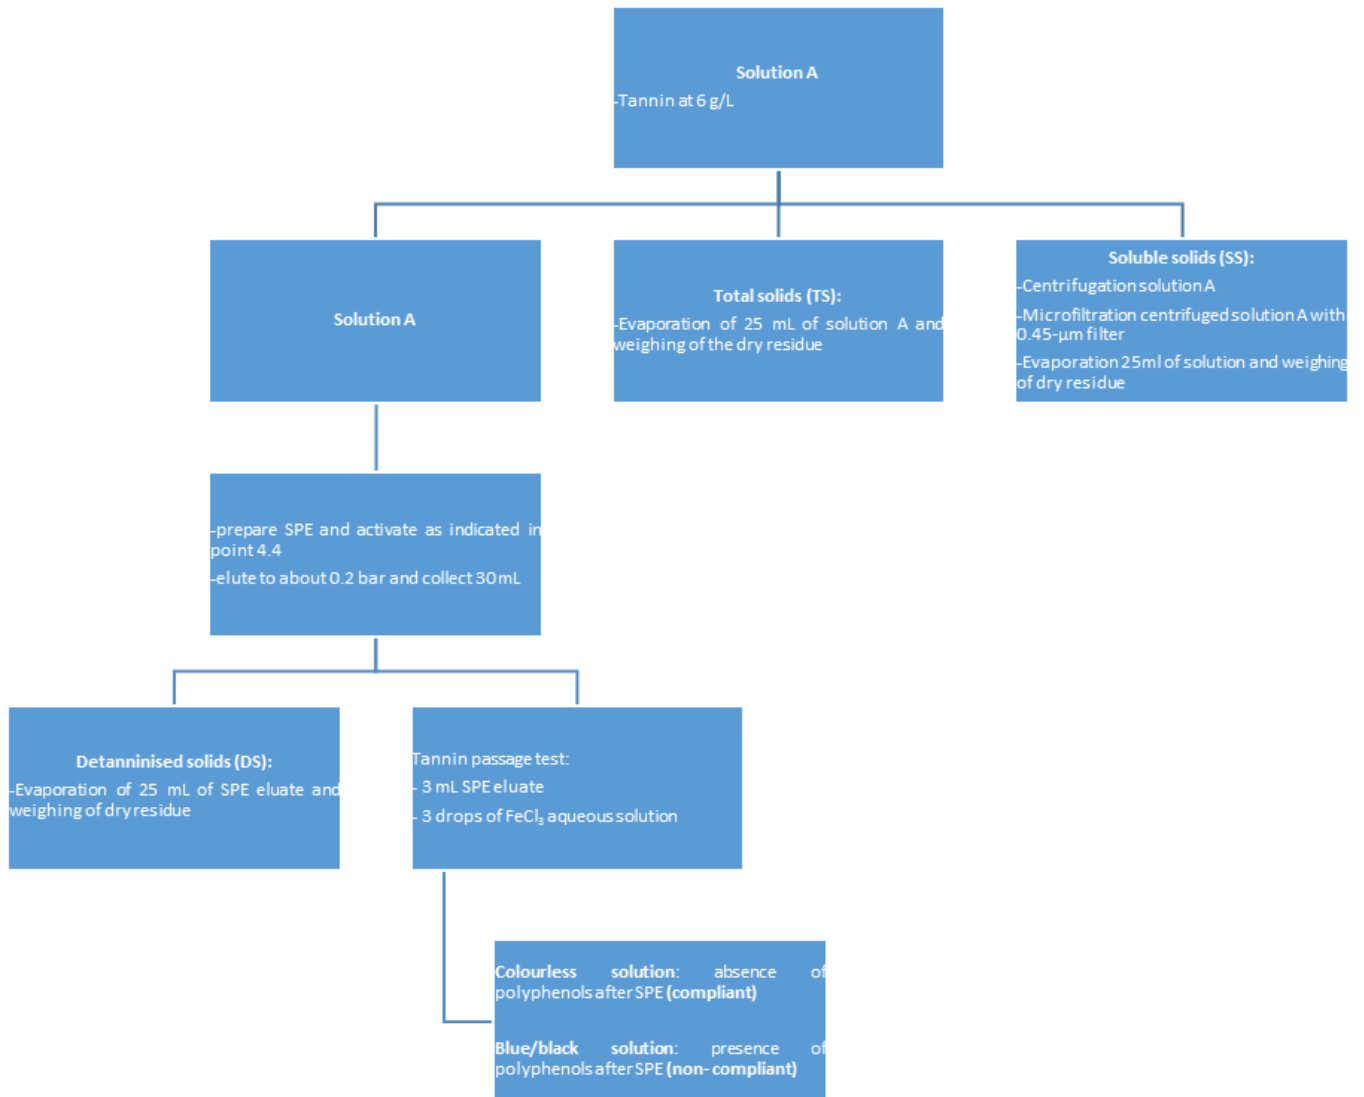 Solution A
-Tannin at 6 g/L
Solution A
Total solids (TS):
-Evaporation of 25 mL of solution A and
weighing of the dry residue
Soluble solids (SS):
-Centrifugation solution A
-Microfiltration centrifuged solution A with
0.45-µm filter
-Evaporation 25ml of solution and weighing
of dry residue
-prepare SPE and activate as indicated in
point 4.4
-elute to about 0.2 bar and collect 30 mL
Detanninised solids (DS):
-Evaporation of 25 mL of SPE eluate and
weighing of dry residue
Tannin passage test:
- 3 mL SPE eluate
- 3 drops of FeCl₃ aqueous solution
Colourless solution: absence of
polyphenols after SPE (compliant)
Blue/black solution: presence of
polyphenols after SPE (non- compliant)